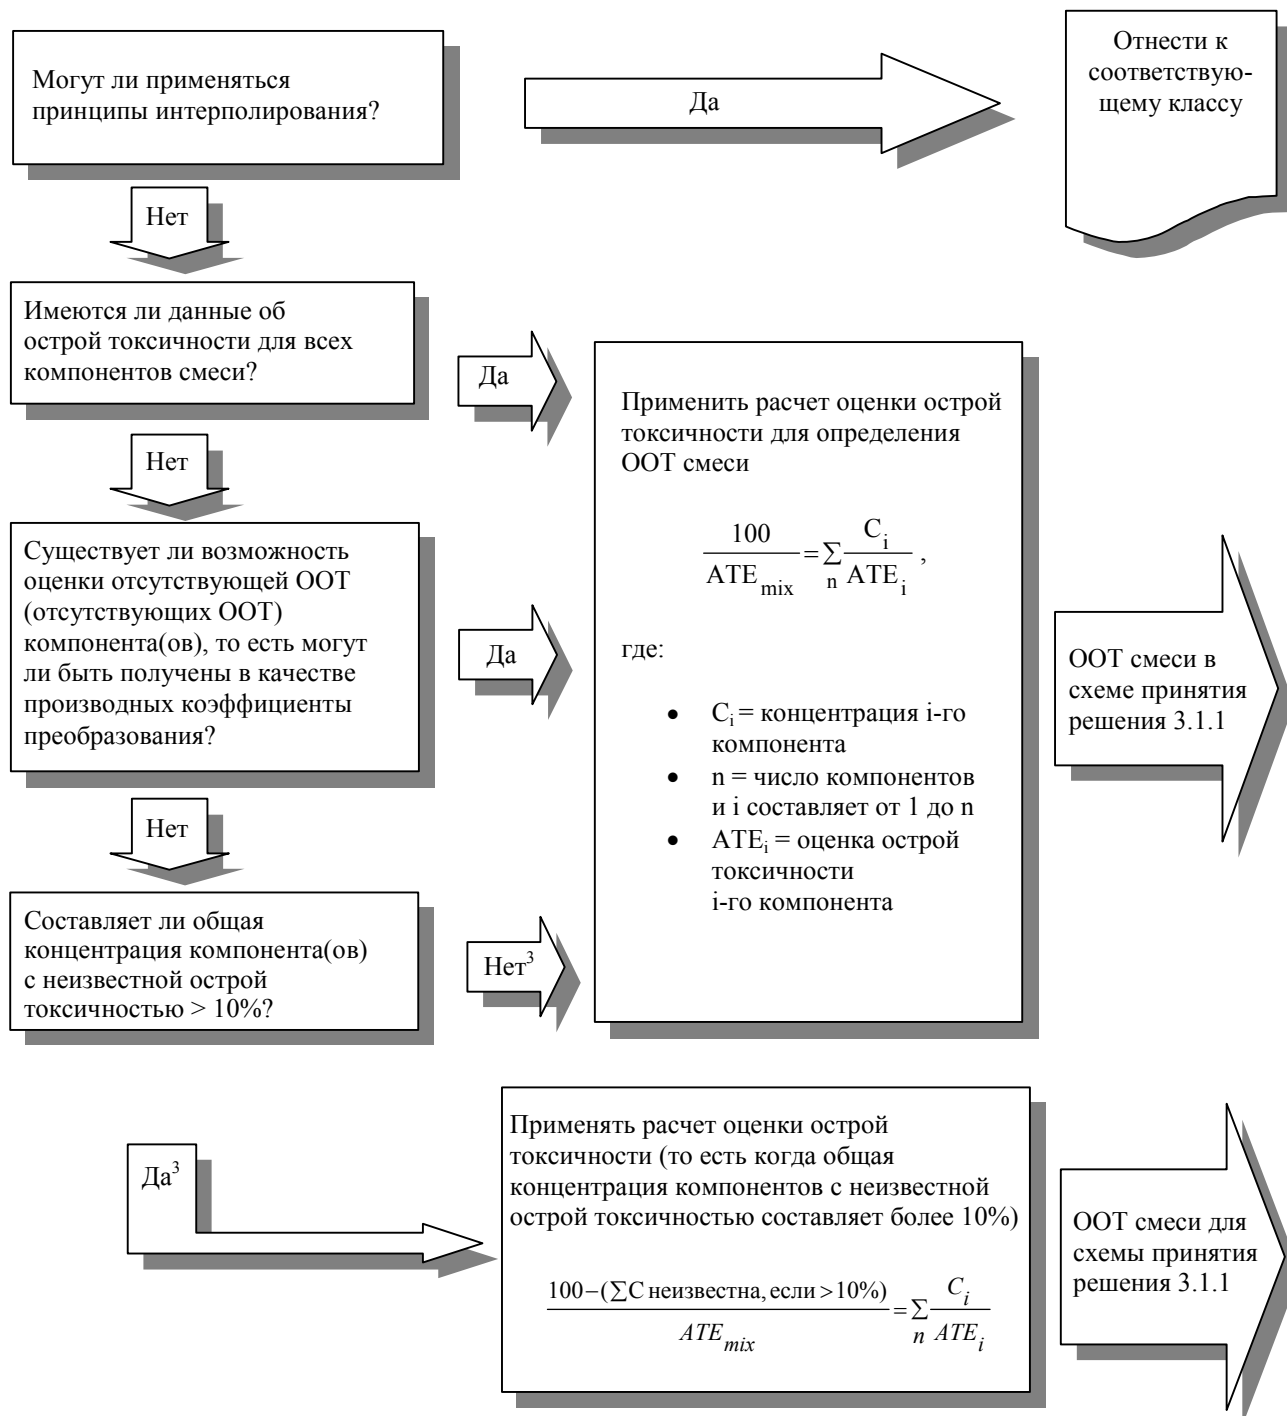 Могут ли применяться
принципы интерполирования?
Да
Отнести к
соответствую-
щему классу
Нет
Имеются ли данные об
острой токсичности для всех
компонентов смеси?
Да
Нет
Существует ли возможность
оценки отсутствующей ООТ
(отсутствующих ООТ)
компонента(ов), то есть могут
ли быть получены в качестве
производных коэффициенты
преобразования?
Да
Нет
Составляет ли общая
концентрация компонента(ов)
с неизвестной острой
токсичностью > 10%?
Нет³
Применить расчет оценки острой
токсичности для определения
ООТ смеси
100/ATE_mix = ∑_n C_i/ATE_i ,
где:
• C_i = концентрация i-го
компонента
• n = число компонентов
и i составляет от 1 до n
• ATE_i = оценка острой
токсичности
i-го компонента
ООТ смеси в
схеме принятия
решения 3.1.1
Да³
Применять расчет оценки острой
токсичности (то есть когда общая
концентрация компонентов с неизвестной
острой токсичностью составляет более 10%)
100−(∑C неизвестна, если >10%)/ATE_mix = ∑_n C_i/ATE_i
ООТ смеси для
схемы принятия
решения 3.1.1